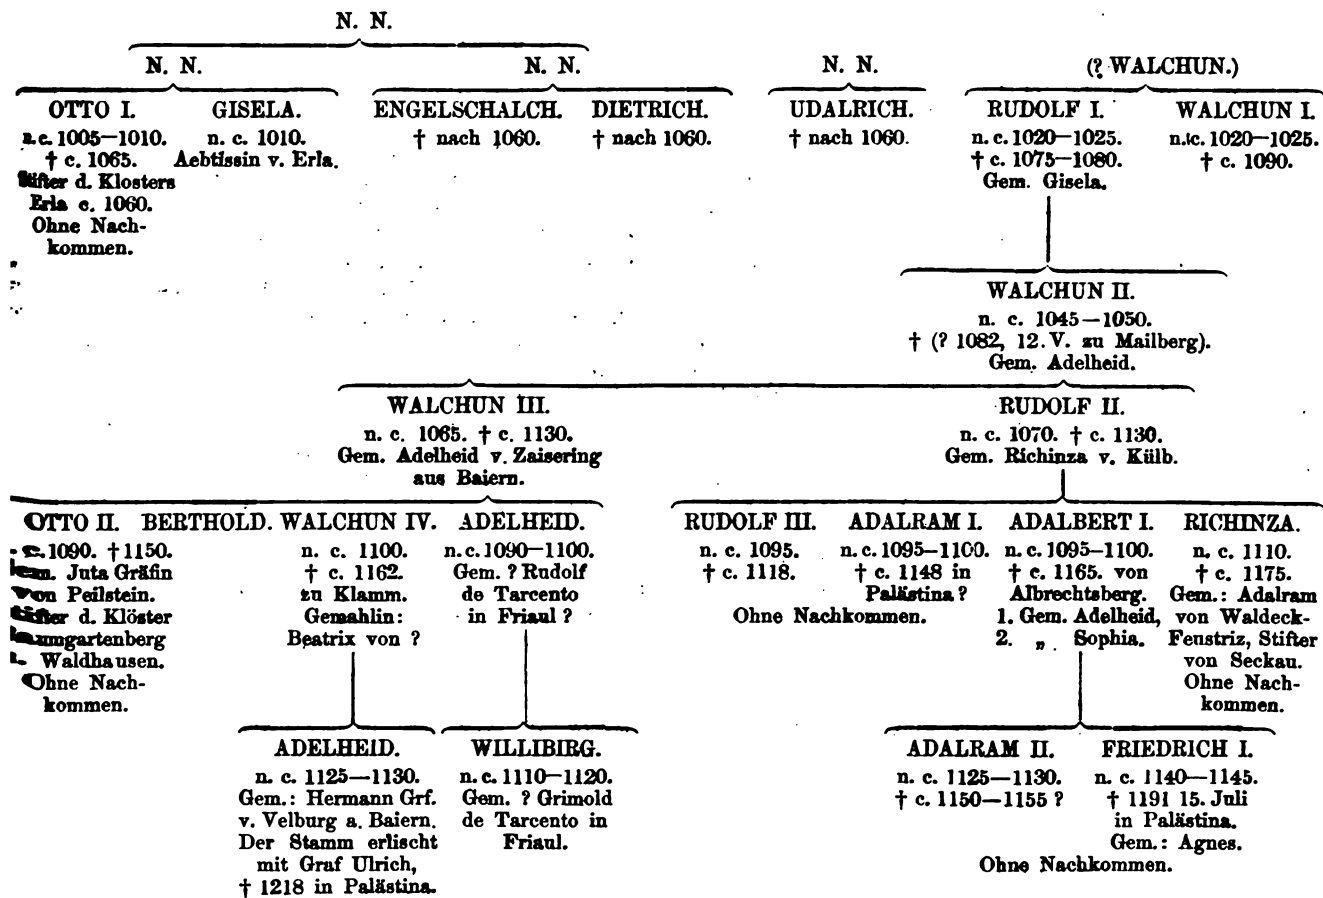 N. N.
N. N. N. N. N. N. (? WALCHUN.)
OTTO I. GISELA. ENGELSCHALCH. DIETRICH. UDALRICH. RUDOLF I. WALCHUN I.
n. c. 1005—1010. n. c. 1010. † nach 1060. † nach 1060. † nach 1060. n. c. 1020—1025. n. c. 1020—1025.
† c. 1065. Aebtissin v. Erla. † c. 1075—1080. † c. 1090.
Stifter d. Klosters Gem. Gisela.
Erla c. 1060.
Ohne Nach-
kommen.
WALCHUN II.
n. c. 1045—1050.
† (? 1082, 12. V. zu Mailberg).
Gem. Adelheid.
WALCHUN III. RUDOLF II.
n. c. 1065. † c. 1130. n. c. 1070. † c. 1130.
Gem. Adelheid v. Zaisering Gem. Richinza v. Külb.
aus Baiern.
OTTO II. BERTHOLD. WALCHUN IV. ADELHEID. RUDOLF III. ADALRAM I. ADALBERT I. RICHINZA.
c. 1090. † 1150. n. c. 1100. n. c. 1090—1100. n. c. 1095. n. c. 1095—1100. n. c. 1095—1100. n. c. 1110.
Gem. Juta Gräfin † c. 1162. Gem. ? Rudolf † c. 1118. † c. 1148 in † c. 1165. von † c. 1175.
von Peilstein. zu Klamm. de Tarcento Palästina ? Albrechtsberg. Gem.: Adalram
Stifter d. Klöster Gemahlin: in Friaul ? Ohne Nachkommen. 1. Gem. Adelheid, von Waldeck-
Baumgartenberg Beatrix von ? 2. „ Sophia. Feustriz, Stifter
Waldhausen. von Seckau.
Ohne Nach- Ohne Nach-
kommen. kommen.
ADELHEID. WILLIBIRG. ADALRAM II. FRIEDRICH I.
n. c. 1125—1130. n. c. 1110—1120. n. c. 1125—1130. n. c. 1140—1145.
Gem.: Hermann Grf. Gem. ? Grimold † c. 1150—1155 ? † 1191 15. Juli
v. Velburg a. Baiern. de Tarcento in in Palästina.
Der Stamm erlischt Friaul. Gem.: Agnes.
mit Graf Ulrich, Ohne Nachkommen.
† 1218 in Palästina.